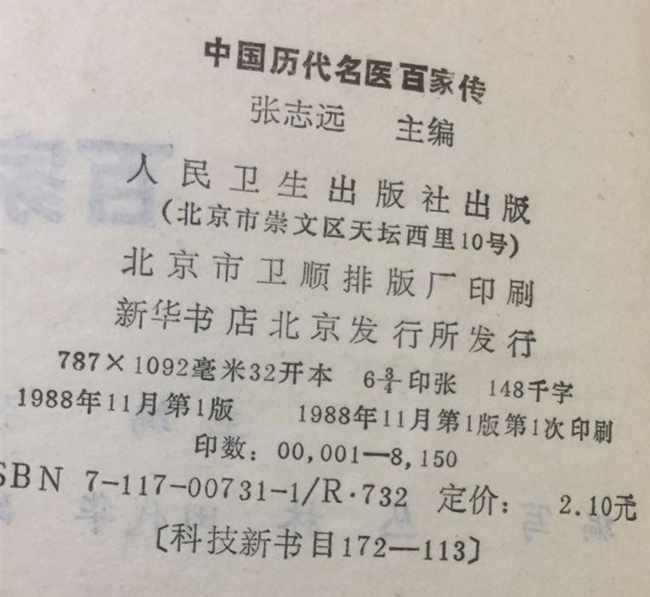 中国历代名医百家传
张志远 主编
人民卫生出版社出版
(北京市崇文区天坛西里10号)
北京市卫顺排版厂印刷
新华书店北京发行所发行
787×1092毫米32开本 6¾印张 148千字
1988年11月第1版 1988年11月第1版第1次印刷
印数：00,001—8,150
SBN 7-117-00731-1/R·732 定价： 2.10元
〔科技新书目172—113〕